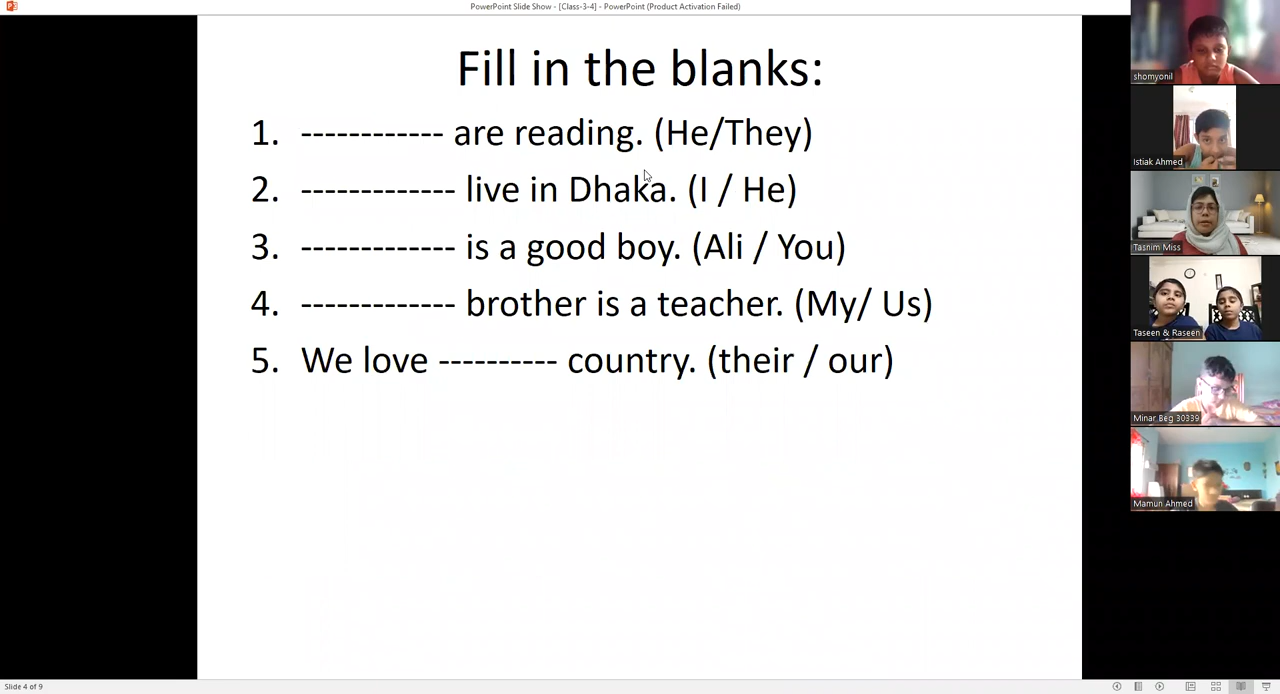 PowerPoint Slide Show - [Class-3-4] - PowerPoint (Product Activation Failed)
Fill in the blanks:
1. ------------ are reading. (He/They)
2. ------------- live in Dhaka. (I / He)
3. ------------- is a good boy. (Ali / You)
4. ------------- brother is a teacher. (My/ Us)
5. We love ---------- country. (their / our)
shomyonil
Istiak Ahmed
Tasnim Miss
Taseen & Raseen
Minar Beg 30339
Mamun Ahmed
Slide 4 of 9